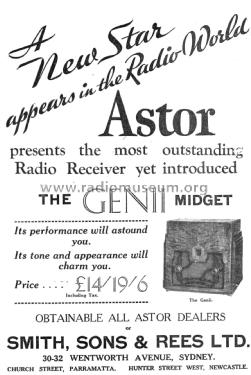 A
New Star
appears in the Radio World
Astor
presents the most outstanding
Radio Receiver yet introduced
www.radiomuseum.org
THE GENII MIDGET
Its performance will astound
you.
Its tone and appearance will
charm you.
Price .... £14/19/6
Including Tax.
The Genii.
OBTAINABLE ALL ASTOR DEALERS
or
SMITH, SONS & REES LTD.
30-32 WENTWORTH AVENUE, SYDNEY.
CHURCH STREET, PARRAMATTA. HUNTER STREET WEST, NEWCASTLE